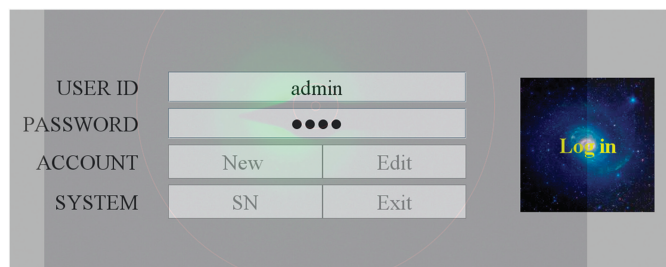 USER ID admin
PASSWORD ●●●●
ACCOUNT New Edit
Log in
SYSTEM SN Exit